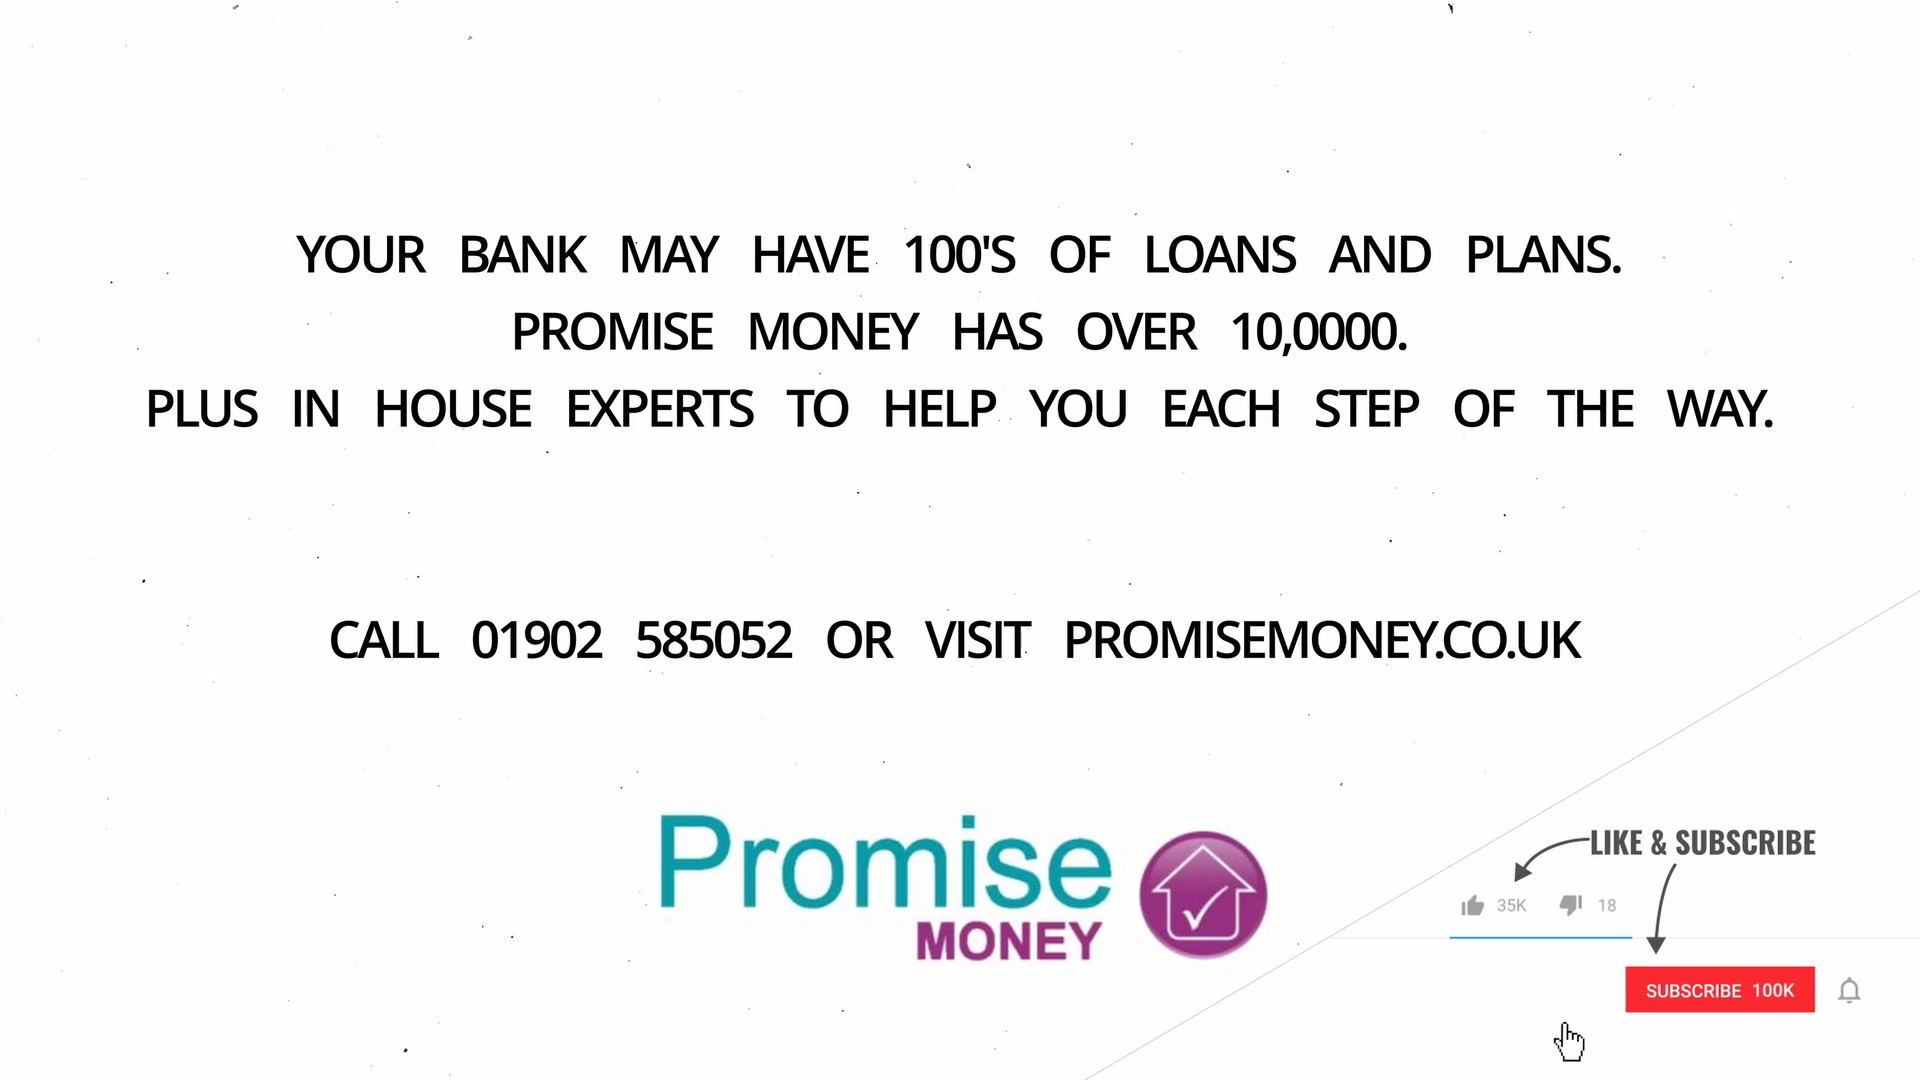 YOUR BANK MAY HAVE 100'S OF LOANS AND PLANS.
PROMISE MONEY HAS OVER 10,0000.
PLUS IN HOUSE EXPERTS TO HELP YOU EACH STEP OF THE WAY.
CALL 01902 585052 OR VISIT PROMISEMONEY.CO.UK
Promise
MONEY
LIKE & SUBSCRIBE
35K 18
SUBSCRIBE 100K